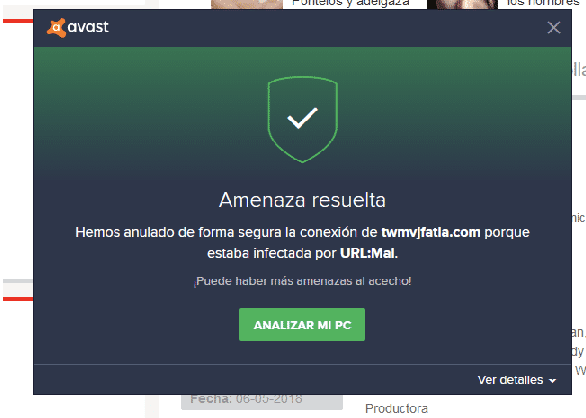 Pontelos y adelgaza
los hombres
avast
Amenaza resuelta
Hemos anulado de forma segura la conexión de twmvjfatla.com porque
estaba infectada por URL:Mal.
¡Puede haber más amenazas al acecho!
ANALIZAR MI PC
Ver detalles
Fecha: 06-05-2018
Productora